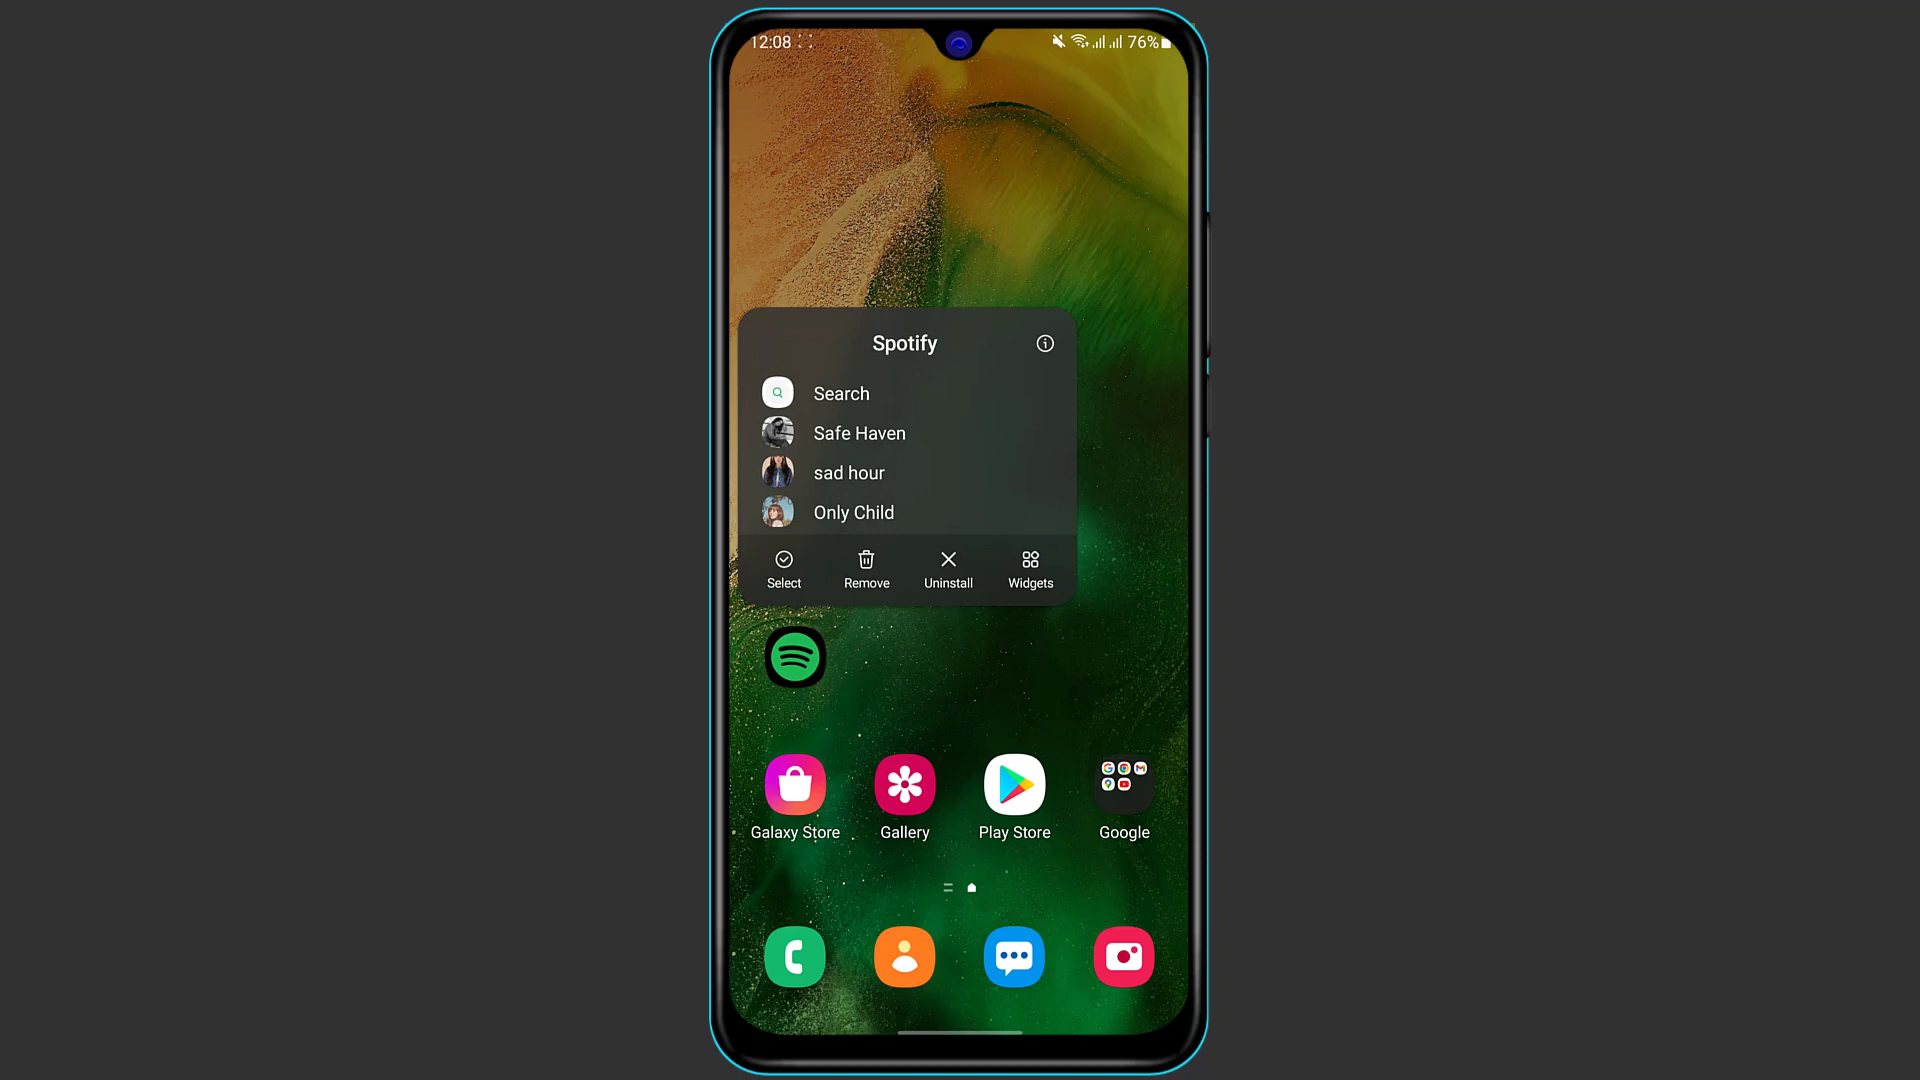 12:08 76%
Spotify
Search
Safe Haven
sad hour
Only Child
Select Remove Uninstall Widgets
Galaxy Store Gallery Play Store Google